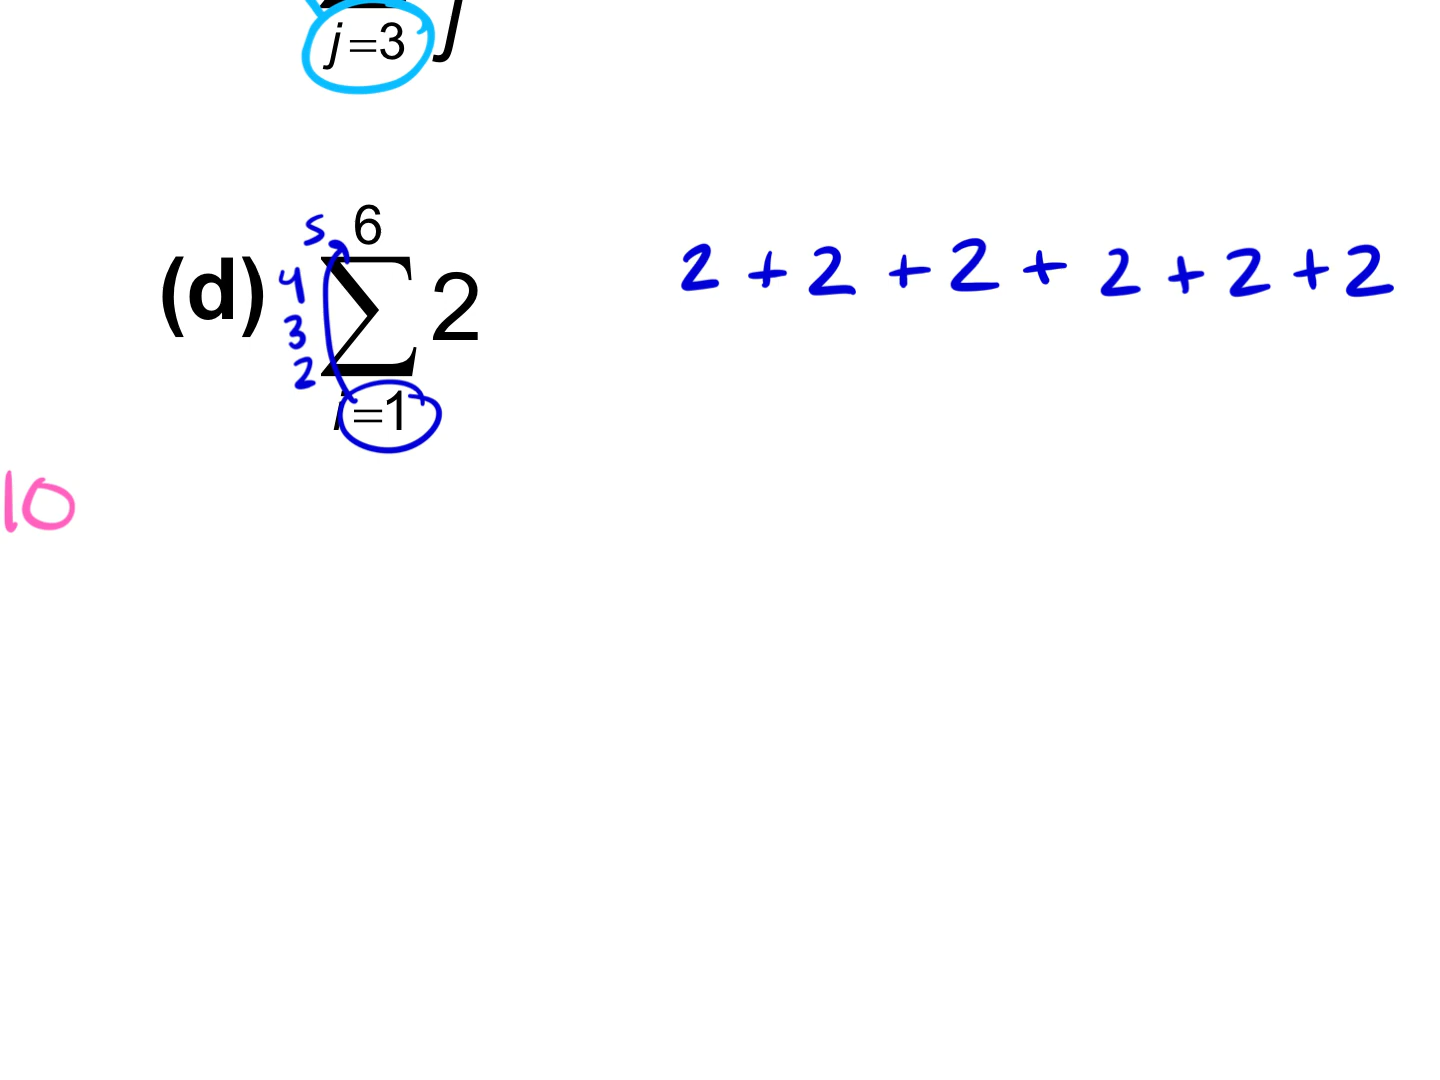 j=3 j
5 6
(d) 4 ∑ 2 2 + 2 + 2 + 2 + 2 + 2
3
2
i=1
10